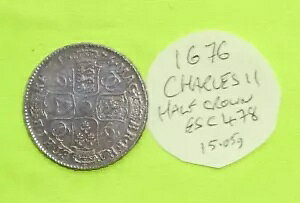 1676
CHARLES II
HALF CROWN
ESC 478
15.05g